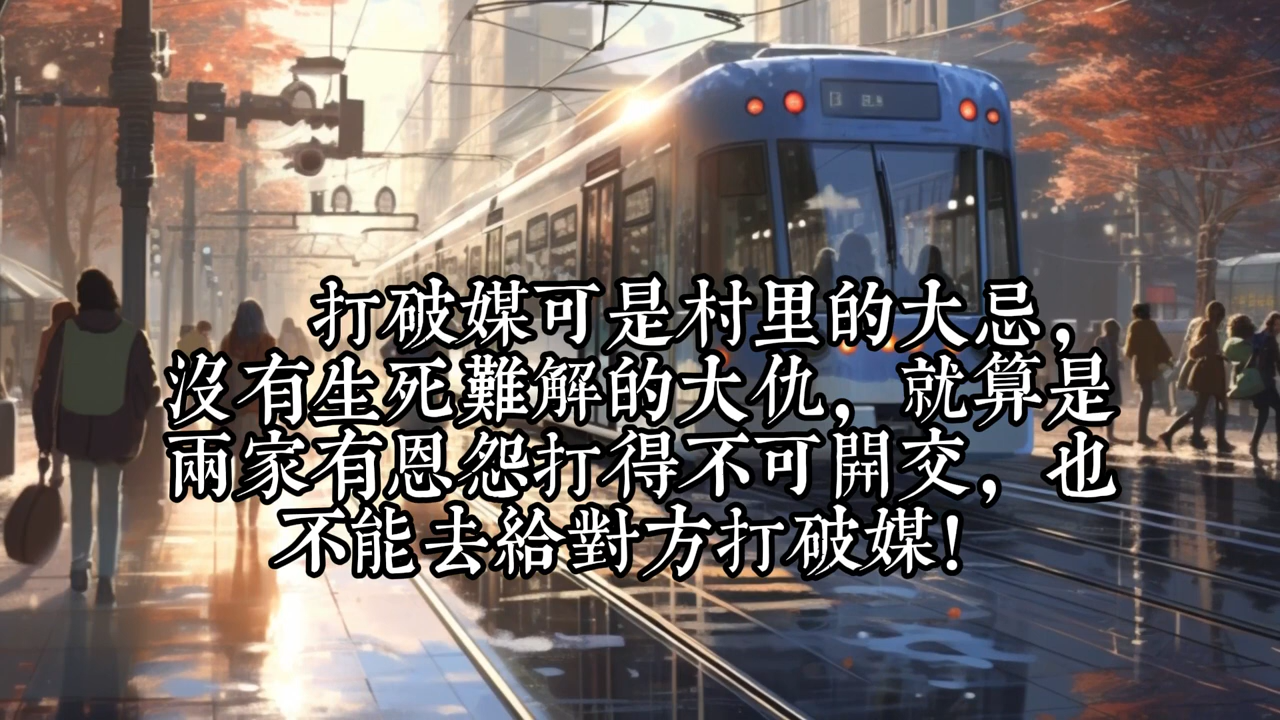 打破媒可是村里的大忌，
沒有生死難解的大仇，就算是
兩家有恩怨打得不可開交，也
不能去給對方打破媒！